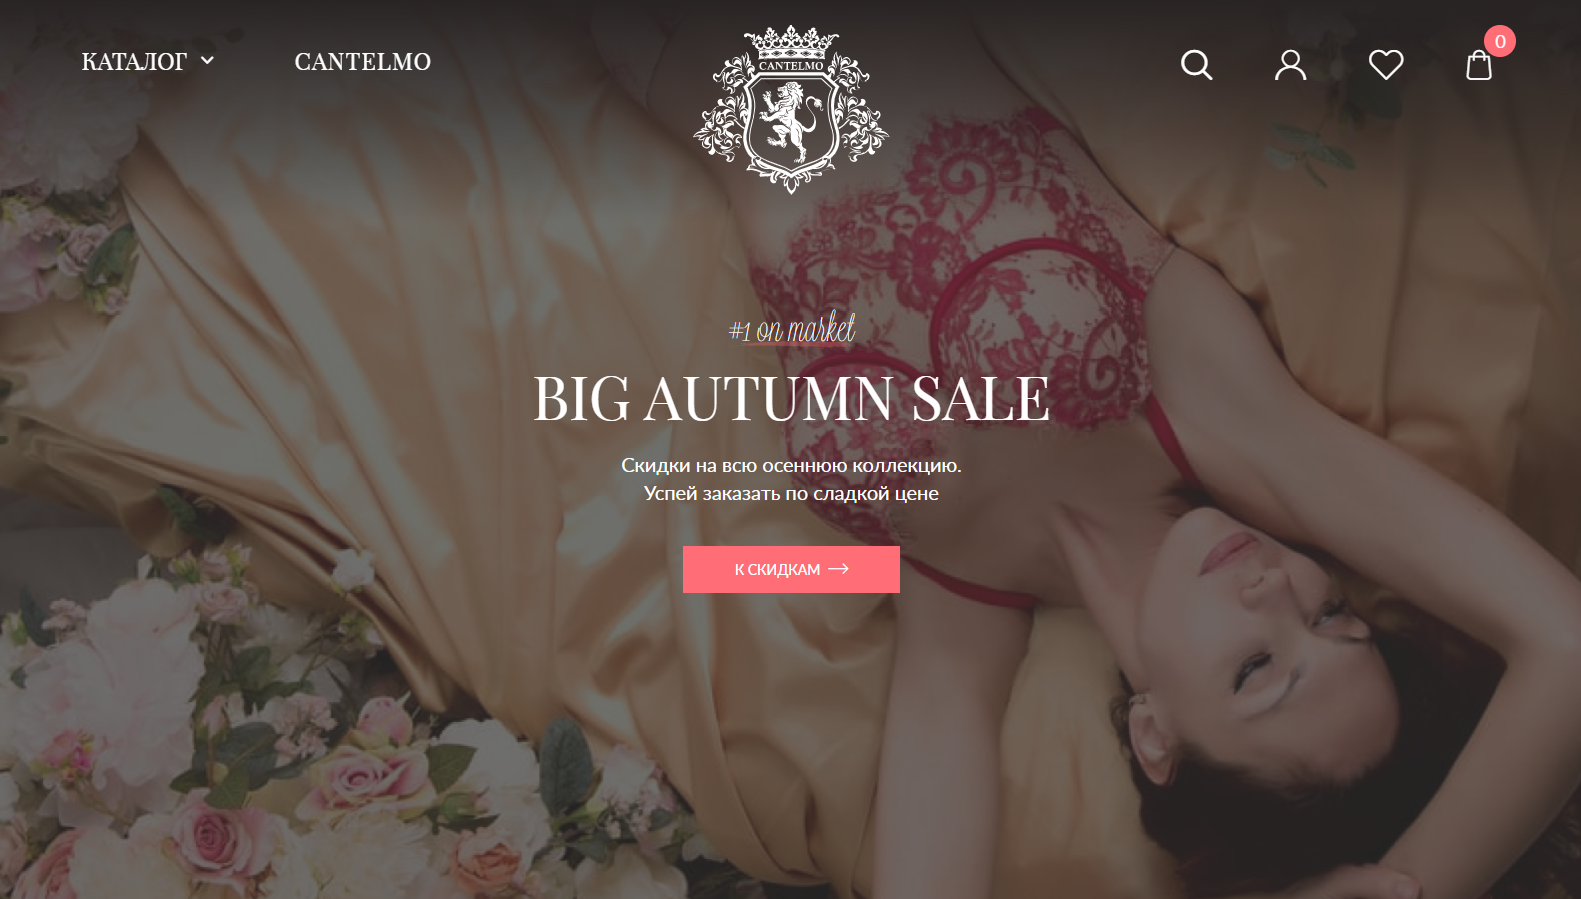 КАТАЛОГ
CANTELMO
CANTELMO
0
#1 on market
BIG AUTUMN SALE
Скидки на всю осеннюю коллекцию.
Успей заказать по сладкой цене
К СКИДКАМ